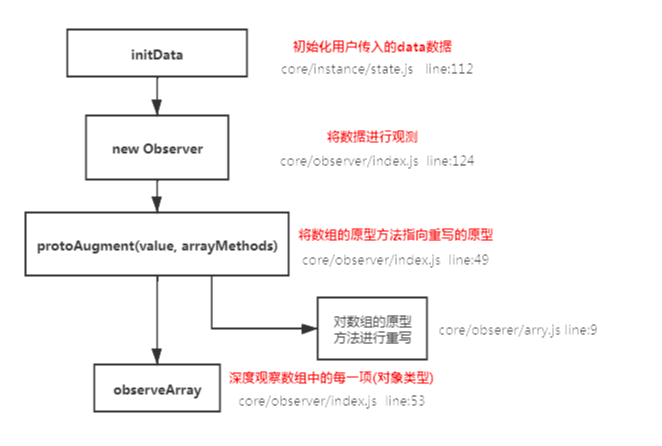 initData
初始化用户传入的data数据
core/instance/state.js line:112
new Observer
将数据进行观测
core/observer/index.js line:124
protoAugment(value, arrayMethods)
将数组的原型方法指向重写的原型
core/observer/index.js line:49
对数组的原型
方法进行重写
core/obserer/arry.js line:9
observeArray
深度观察数组中的每一项(对象类型)
core/observer/index.js line:53